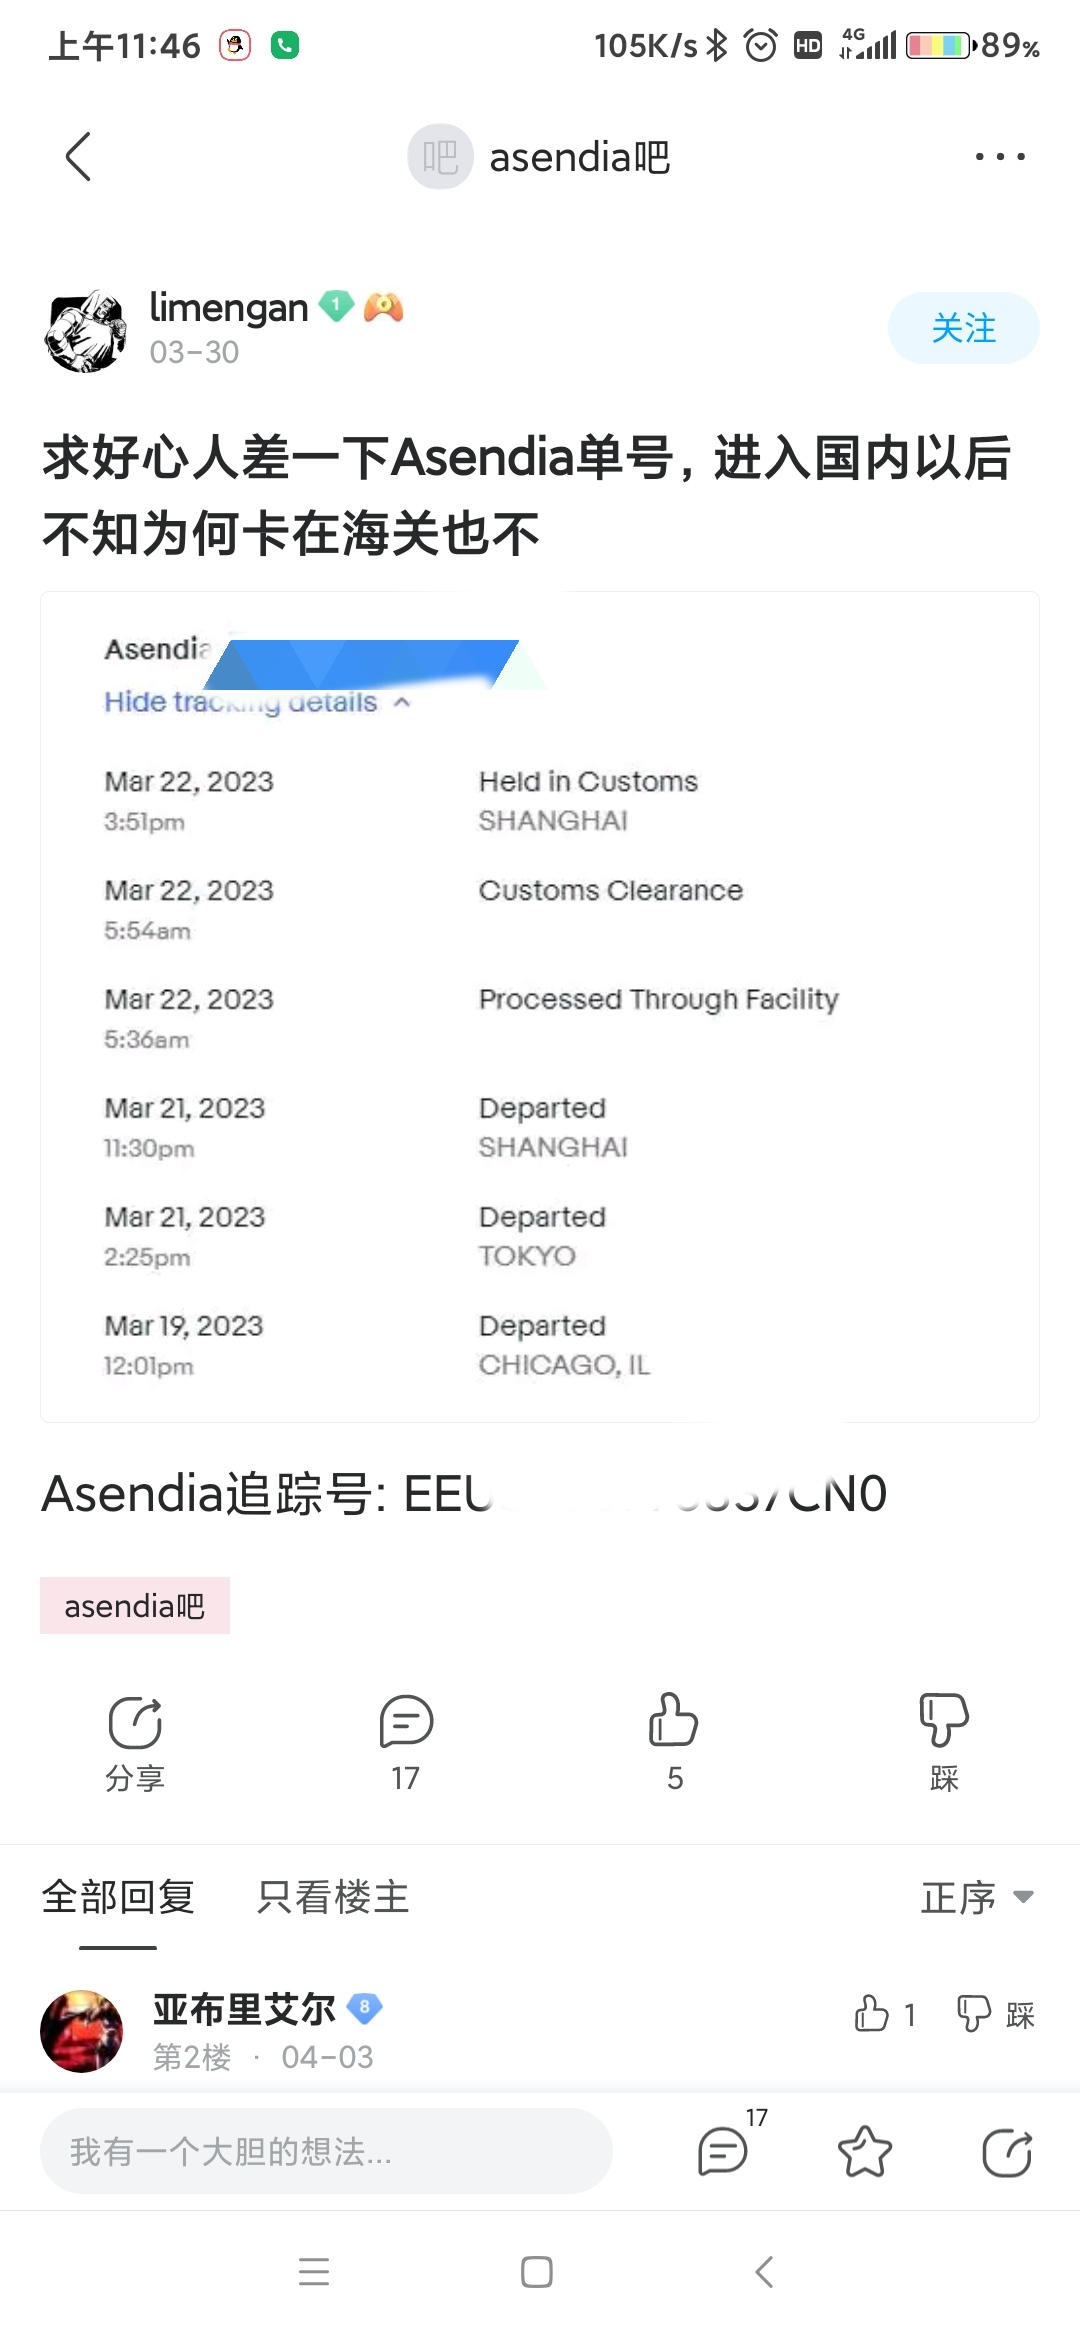 上午11:46
105K/s
HD
4G
89%
吧
asendia吧
limengan
1
03-30
关注
求好心人差一下Asendia单号，进入国内以后
不知为何卡在海关也不
Asendia
Hide tracking details
Mar 22, 2023
Held in Customs
3:51pm
SHANGHAI
Mar 22, 2023
Customs Clearance
5:54am
Mar 22, 2023
Processed Through Facility
5:36am
Mar 21, 2023
Departed
11:30pm
SHANGHAI
Mar 21, 2023
Departed
2:25pm
TOKYO
Mar 19, 2023
Departed
12:01pm
CHICAGO, IL
Asendia追踪号: EEU CN0
asendia吧
分享
17
5
踩
全部回复
只看楼主
正序
亚布里艾尔
8
1
踩
第2楼 · 04-03
我有一个大胆的想法...
17